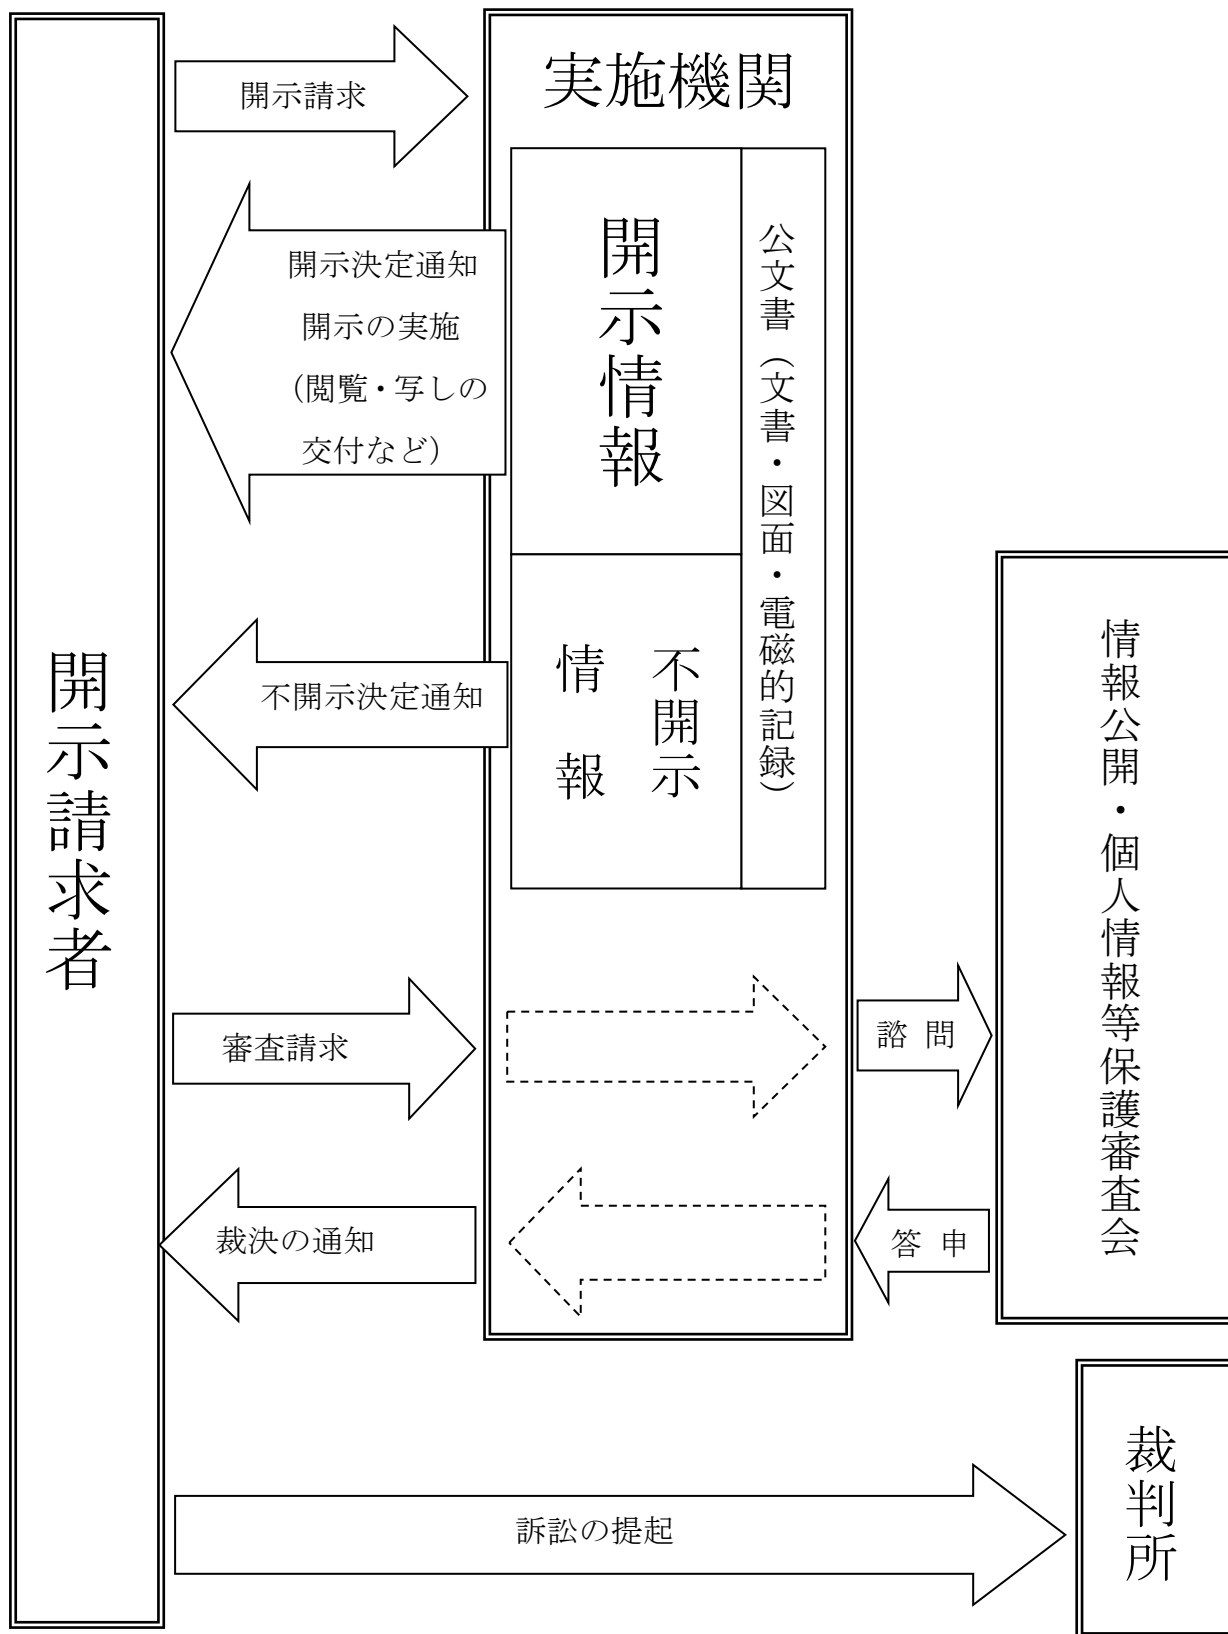 開示請求者
開示請求
実施機関
開示情報
公文書（文書・図面・電磁的記録）
開示決定通知
開示の実施
（閲覧・写しの
交付など）
不開示
情報
不開示決定通知
審査請求
諮 問
情報公開・個人情報等保護審査会
裁決の通知
答 申
訴訟の提起
裁判所